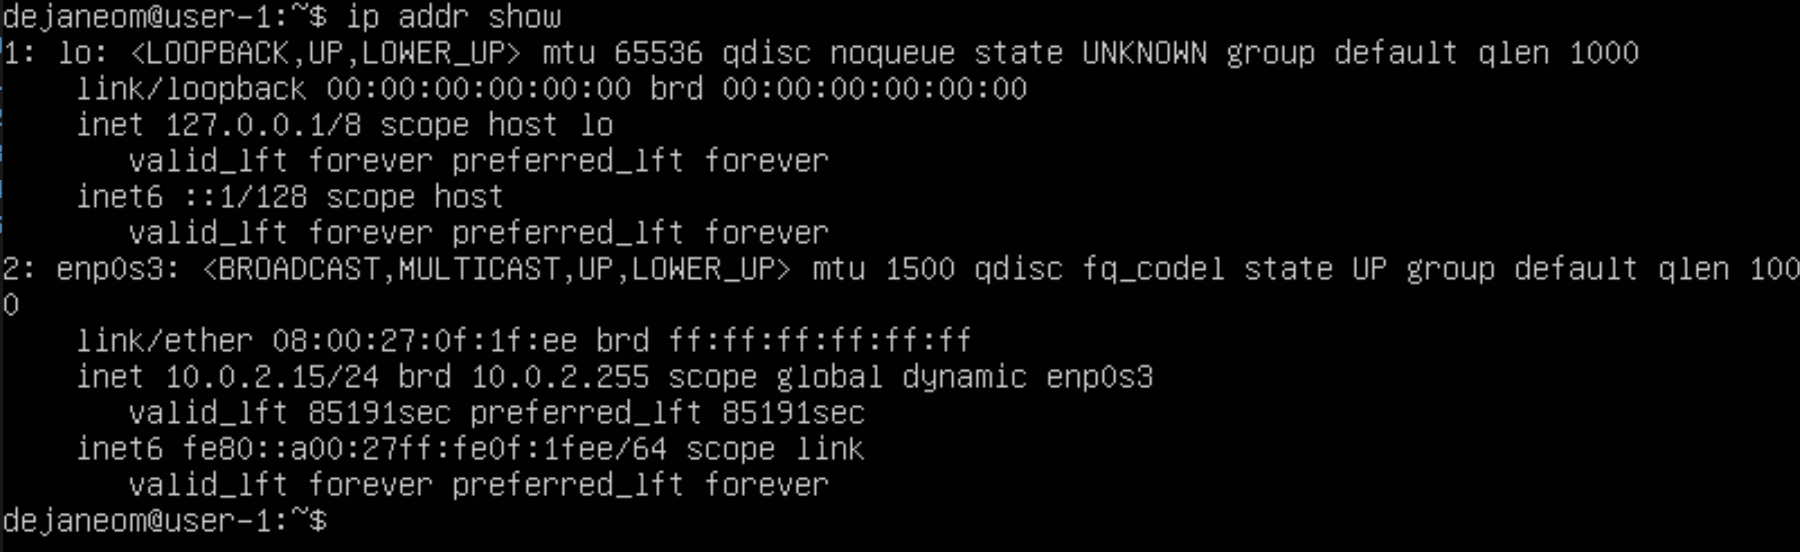 dejaneom@user-1:~$ ip addr show
1: lo: <LOOPBACK,UP,LOWER_UP> mtu 65536 qdisc noqueue state UNKNOWN group default qlen 1000
    link/loopback 00:00:00:00:00:00 brd 00:00:00:00:00:00
    inet 127.0.0.1/8 scope host lo
       valid_lft forever preferred_lft forever
    inet6 ::1/128 scope host
       valid_lft forever preferred_lft forever
2: enp0s3: <BROADCAST,MULTICAST,UP,LOWER_UP> mtu 1500 qdisc fq_codel state UP group default qlen 100
0
    link/ether 08:00:27:0f:1f:ee brd ff:ff:ff:ff:ff:ff
    inet 10.0.2.15/24 brd 10.0.2.255 scope global dynamic enp0s3
       valid_lft 85191sec preferred_lft 85191sec
    inet6 fe80::a00:27ff:fe0f:1fee/64 scope link
       valid_lft forever preferred_lft forever
dejaneom@user-1:~$